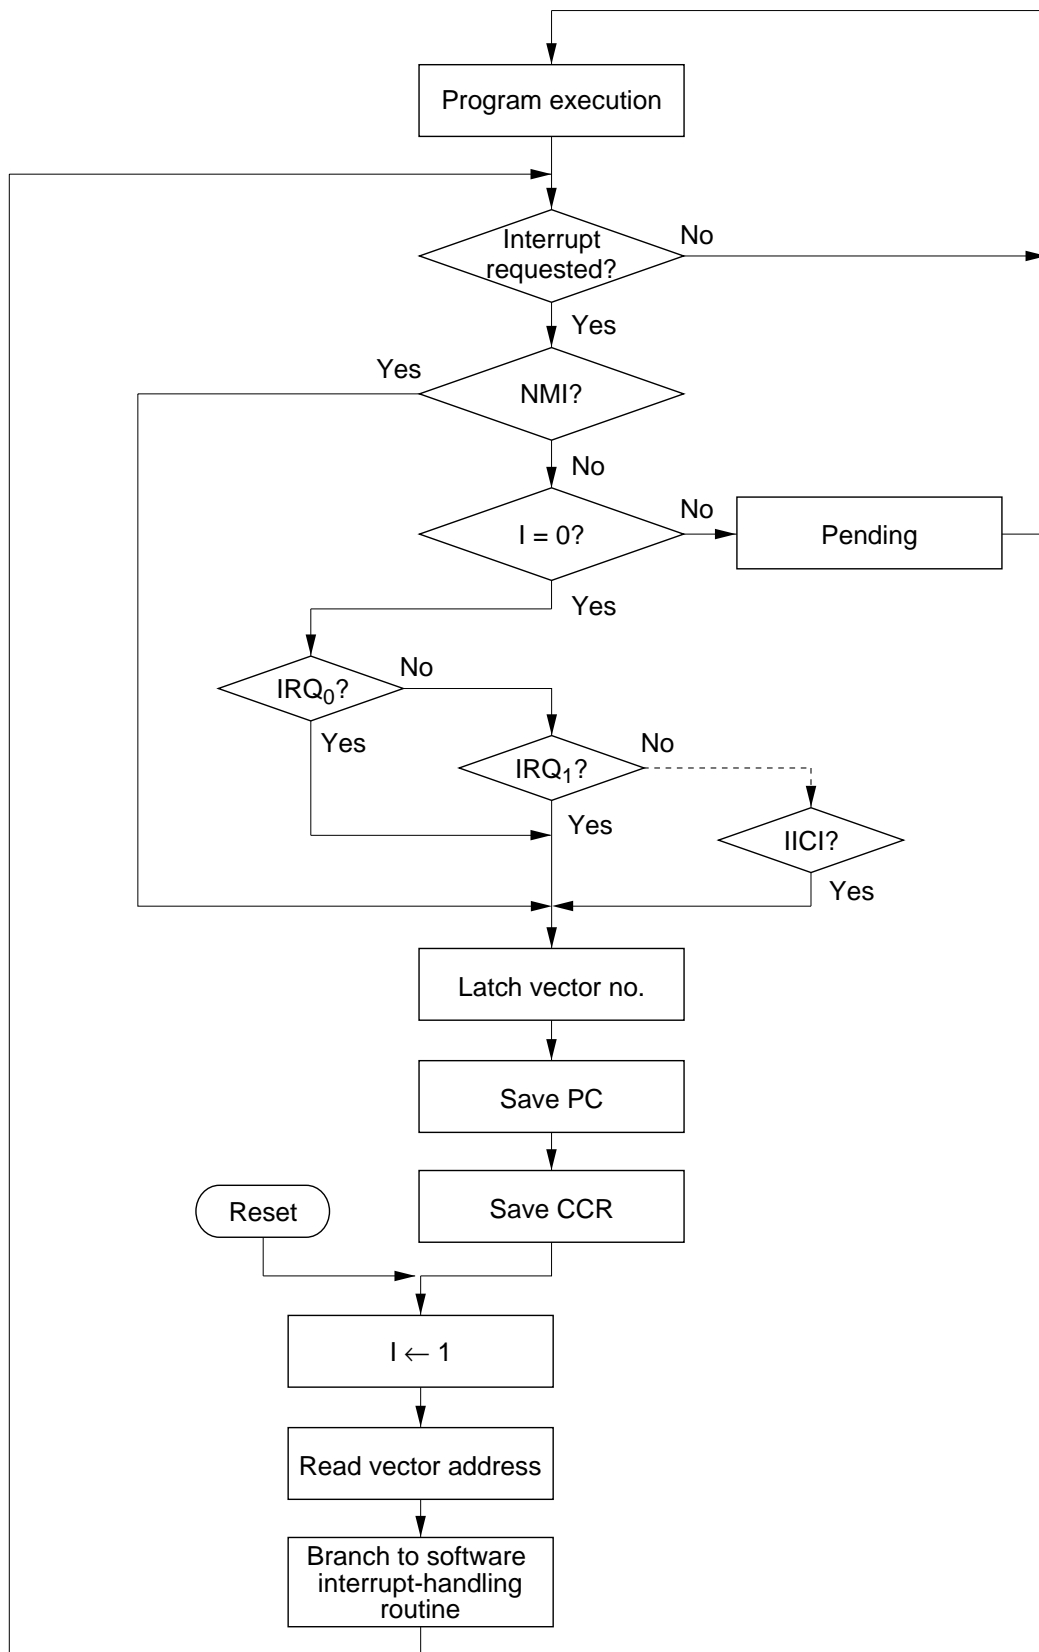 Program execution
Interrupt
requested?
No
Yes
Yes
NMI?
No
I = 0?
No
Pending
Yes
IRQ0?
No
Yes
IRQ1?
No
Yes
IICI?
Yes
Latch vector no.
Save PC
Save CCR
Reset
I ← 1
Read vector address
Branch to software
interrupt-handling
routine